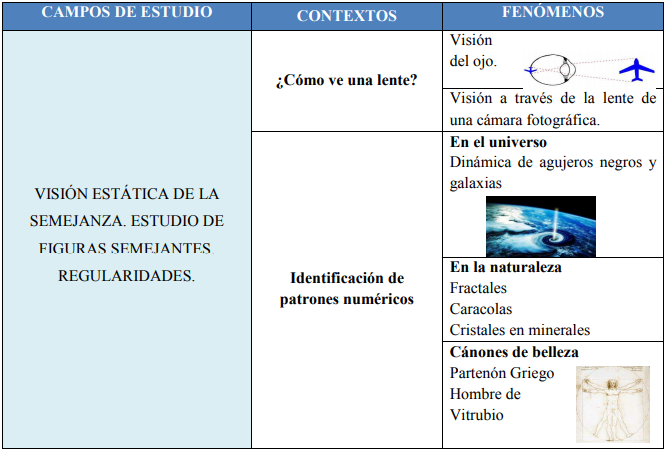 CAMPOS DE ESTUDIO
CONTEXTOS
FENÓMENOS
VISIÓN ESTÁTICA DE LA
SEMEJANZA. ESTUDIO DE
FIGURAS SEMEJANTES.
REGULARIDADES.
¿Cómo ve una lente?
Visión
del ojo.
Visión a través de la lente de
una cámara fotográfica.
Identificación de
patrones numéricos
En el universo
Dinámica de agujeros negros y
galaxias
En la naturaleza
Fractales
Caracolas
Cristales en minerales
Cánones de belleza
Partenón Griego
Hombre de
Vitrubio